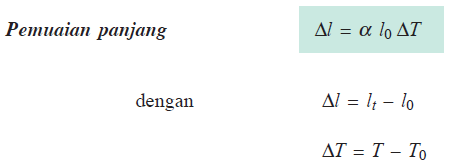 Pemuaian panjang Δl = α l₀ ΔT
dengan Δl = lₜ – l₀
ΔT = T – T₀